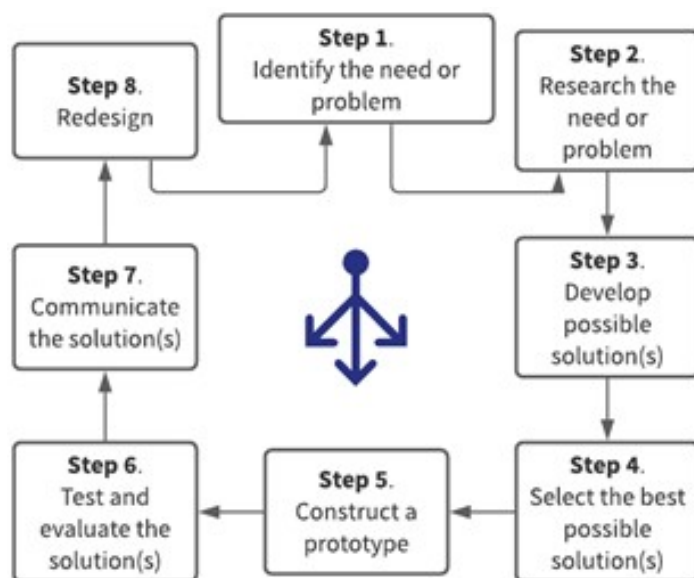 Step 1.
Identify the need or
problem
Step 2.
Research the
need or
problem
Step 3.
Develop
possible
solution(s)
Step 4.
Select the best
possible
solution(s)
Step 5.
Construct a
prototype
Step 6.
Test and
evaluate the
solution(s)
Step 7.
Communicate
the solution(s)
Step 8.
Redesign